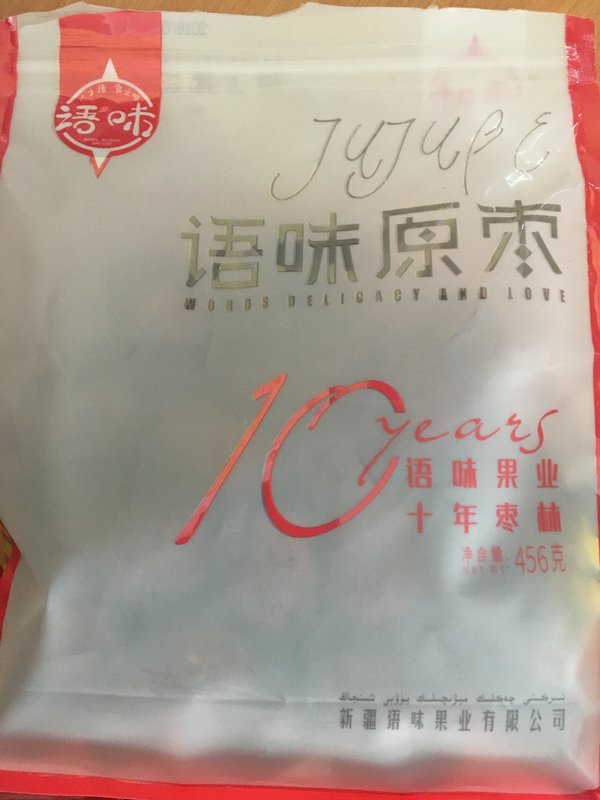 语味
JUJUBE
语味原枣
WORDS DELICACY AND LOVE
10 years
语味果业
十年枣林
净含量:
Net WT:
456克
新疆语味果业有限公司